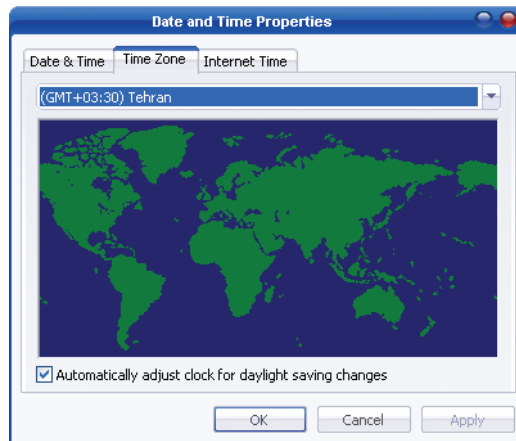 Date and Time Properties
Date & Time Time Zone Internet Time
(GMT+03:30) Tehran
Automatically adjust clock for daylight saving changes
OK Cancel Apply